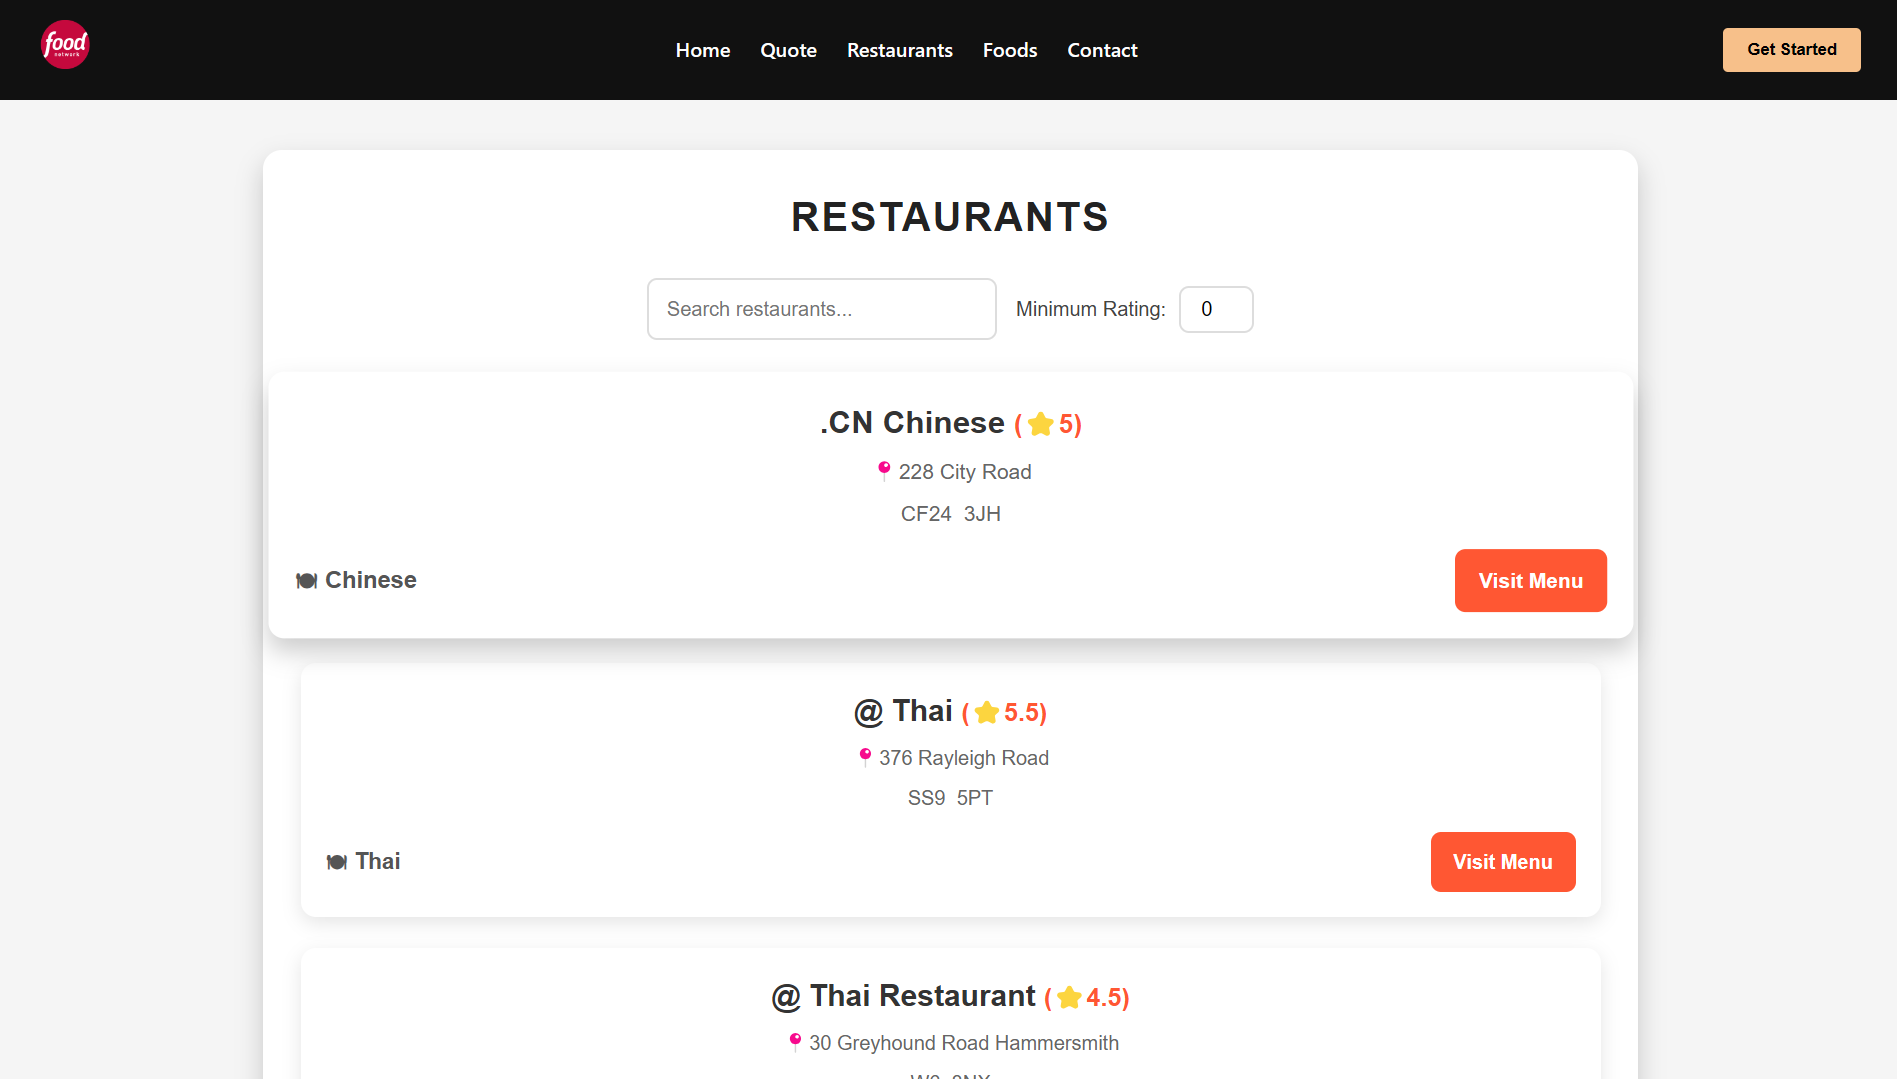 food
network
Home Quote Restaurants Foods Contact
Get Started
RESTAURANTS
Search restaurants...
Minimum Rating: 0
.CN Chinese (⭐5)
📍 228 City Road
CF24 3JH
🍽 Chinese
Visit Menu
@ Thai (⭐5.5)
📍 376 Rayleigh Road
SS9 5PT
🍽 Thai
Visit Menu
@ Thai Restaurant (⭐4.5)
📍 30 Greyhound Road Hammersmith